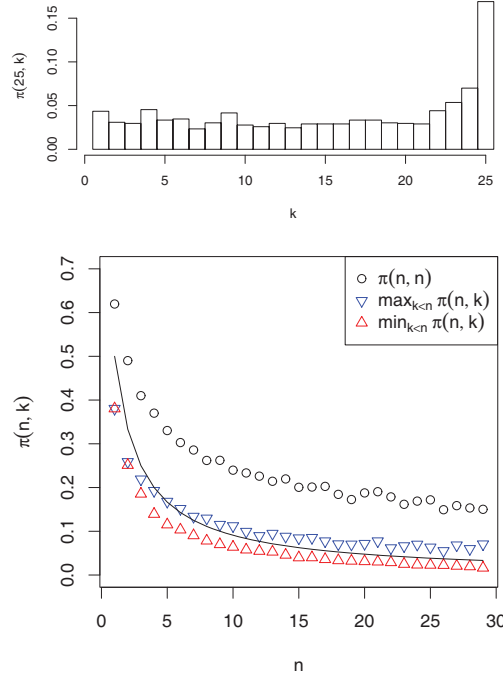 π(25, k)
0.00 0.05 0.10 0.15
0 5 10 15 20 25
k
π(n, k)
0.0 0.1 0.2 0.3 0.4 0.5 0.6 0.7
π(n, n)
max k<n π(n, k)
min k<n π(n, k)
0 5 10 15 20 25 30
n